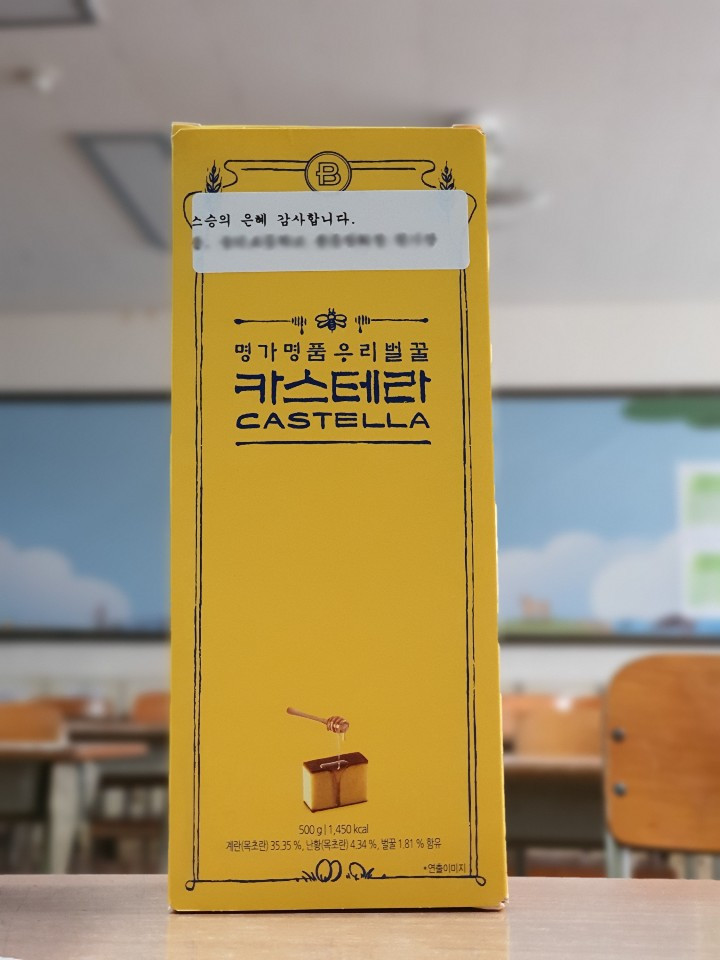 B
스승의 은혜 감사합니다.
명가명품 우리벌꿀
카스테라
CASTELLA
500 g | 1,450 kcal
계란(목초란) 35.35 %, 난황(목초란) 4.34 %, 벌꿀 1.81 % 함유
*연출이미지